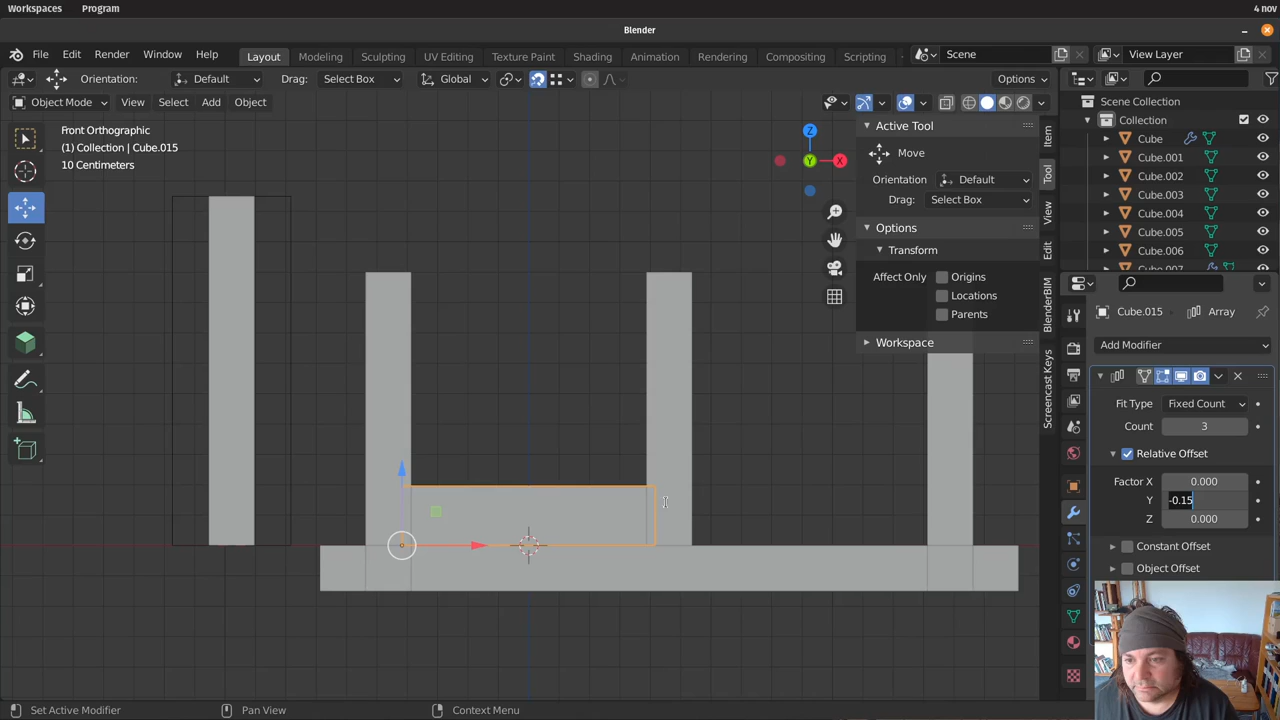 Workspaces Program 4 nov
Blender
File Edit Render Window Help Layout Modeling Sculpting UV Editing Texture Paint Shading Animation Rendering Compositing Scripting Scene View Layer
Orientation: Default Drag: Select Box Global Options
Object Mode View Select Add Object
Front Orthographic
(1) Collection | Cube.015
10 Centimeters
Z
Y
X
Active Tool
Move
Orientation Default
Drag: Select Box
Options
Transform
Affect Only Origins
Locations
Parents
Workspace
Item
Tool
View
Edit
BlenderBIM
Screencast Keys
Scene Collection
Collection
Cube
Cube.001
Cube.002
Cube.003
Cube.004
Cube.005
Cube.006
Cube.007
Cube.015 Array
Add Modifier
Fit Type Fixed Count
Count 3
Relative Offset
Factor X 0.000
Y -0.15
Z 0.000
Constant Offset
Object Offset
Set Active Modifier Pan View Context Menu